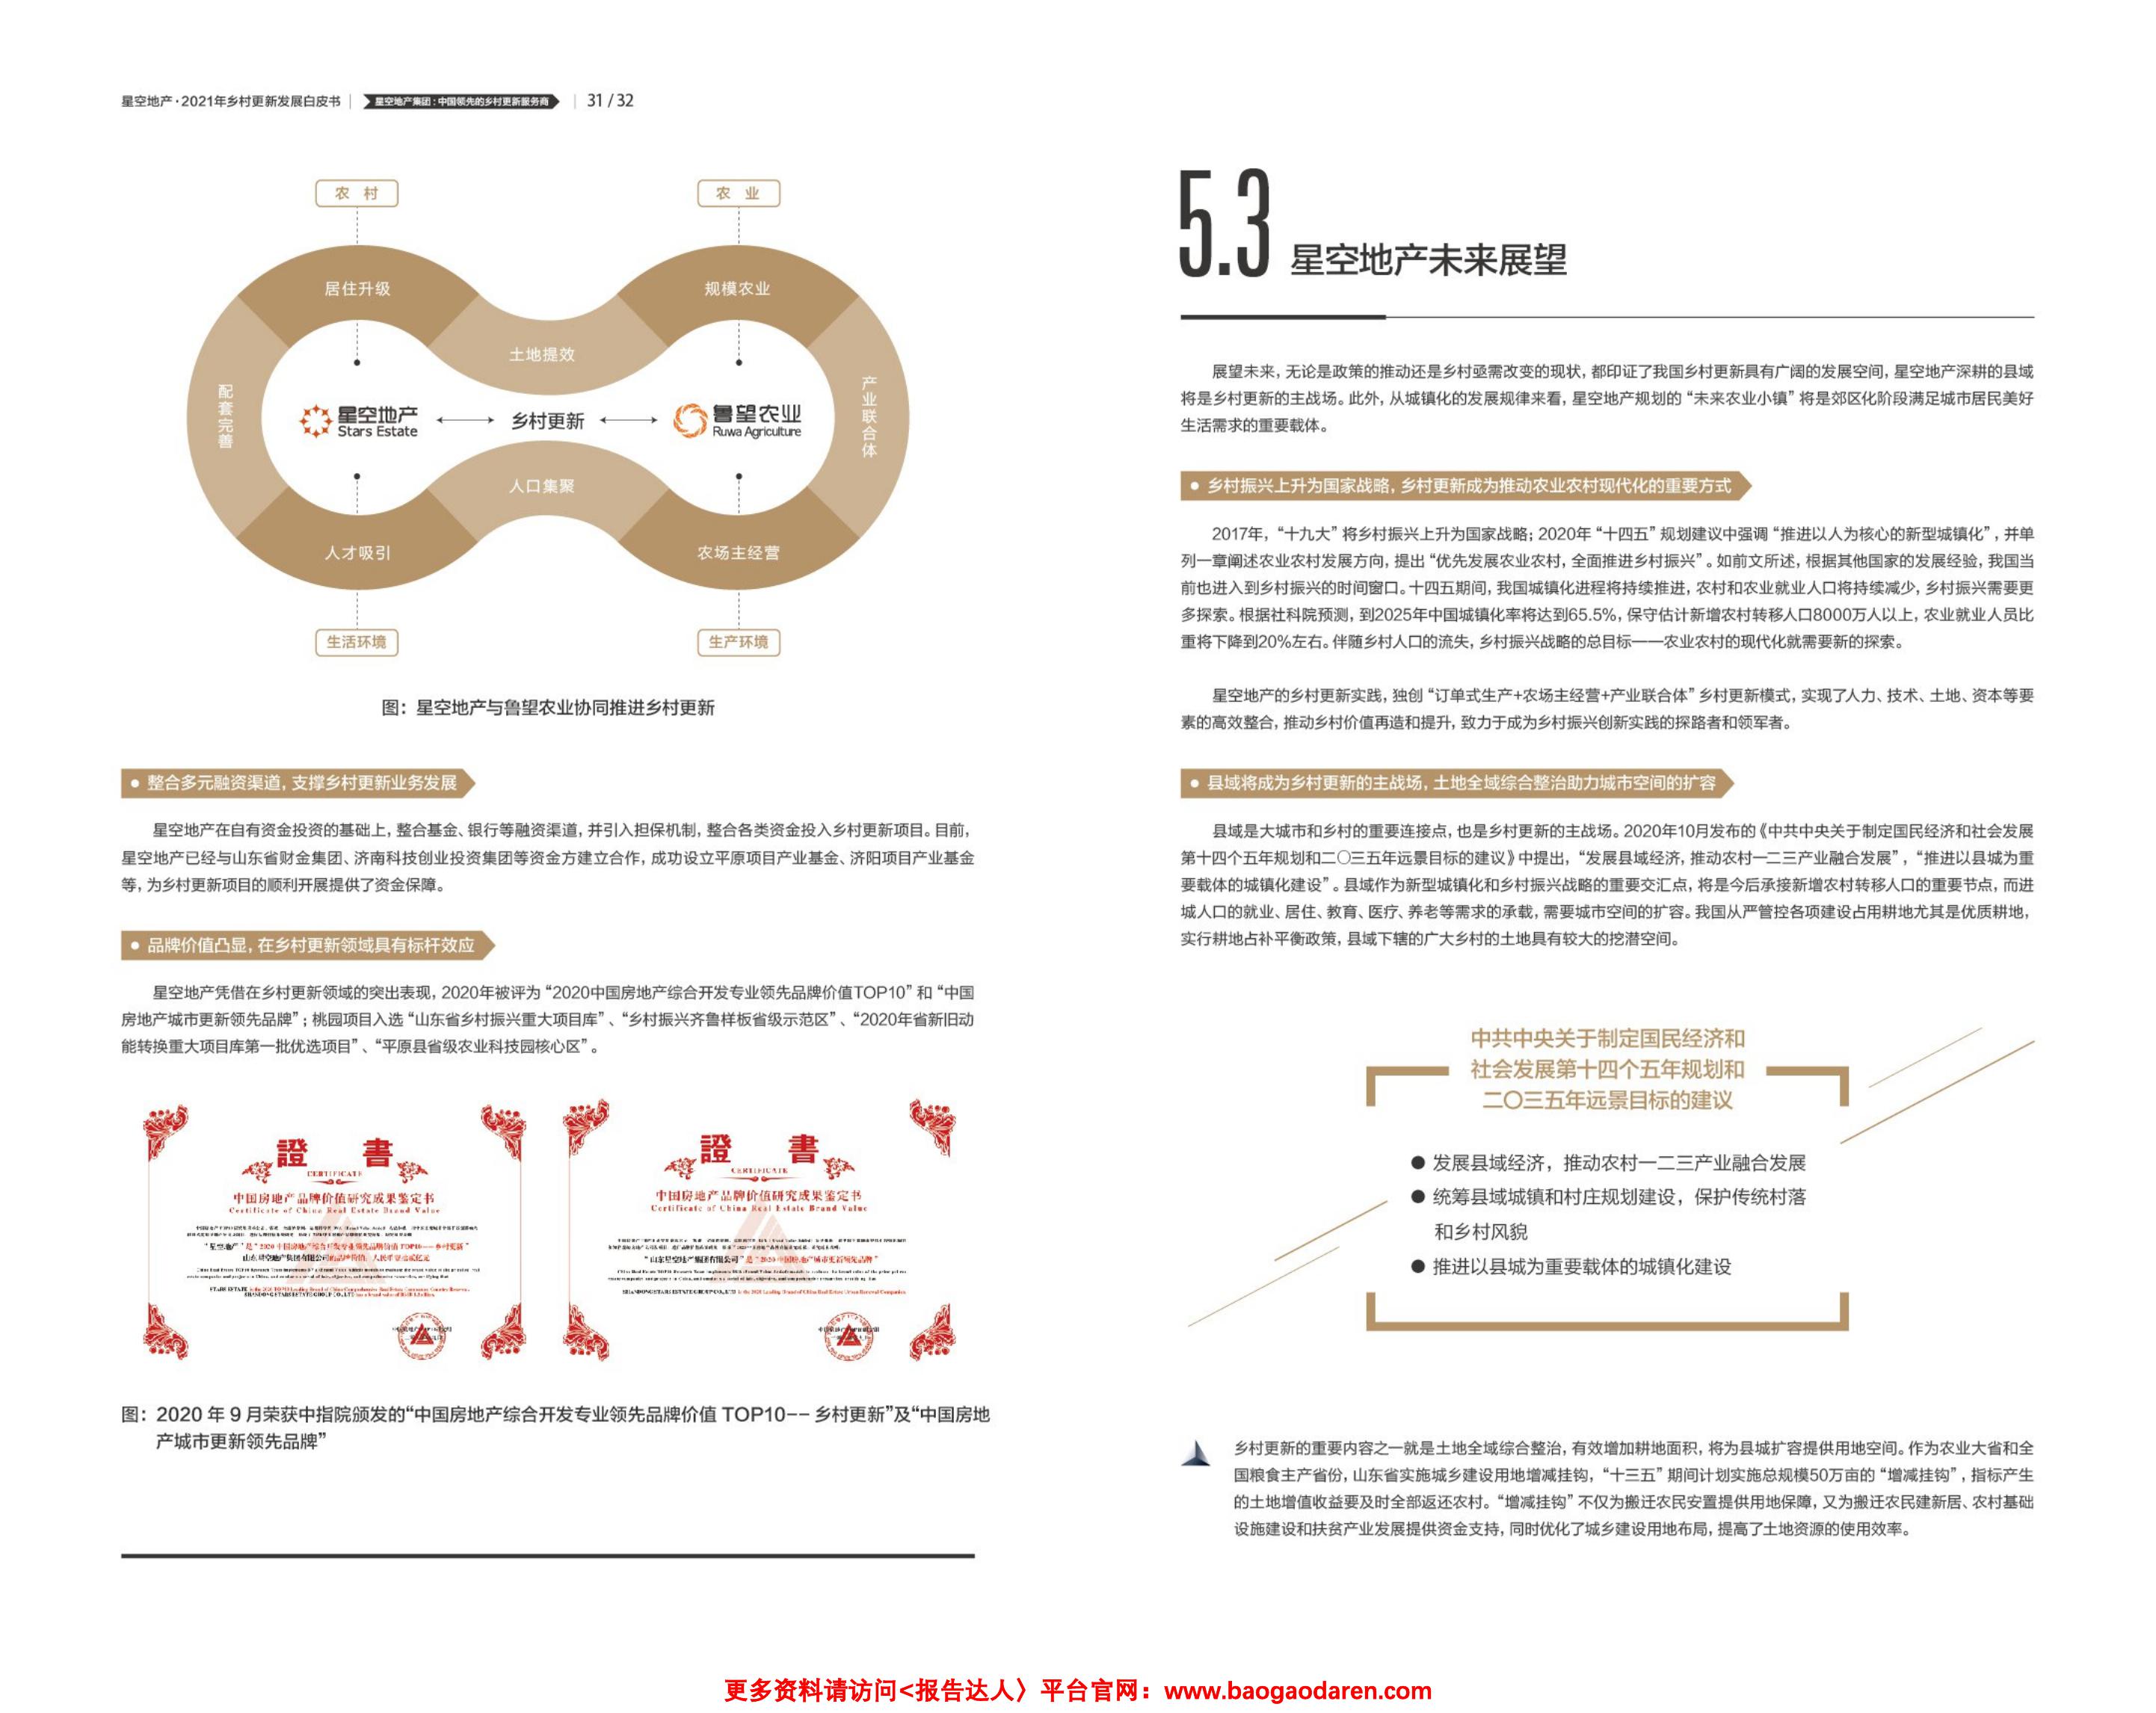 星空地产·2021年乡村更新发展白皮书
星空地产集团：中国领先的乡村更新服务商
31 / 32
农 村
农 业
居住升级
规模农业
土地提效
配套完善
产业联合体
星空地产
Stars Estate
乡村更新
鲁望农业
Ruwa Agriculture
人口集聚
人才吸引
农场主经营
生活环境
生产环境
图：星空地产与鲁望农业协同推进乡村更新
整合多元融资渠道，支撑乡村更新业务发展
星空地产在自有资金投资的基础上，整合基金、银行等融资渠道，并引入担保机制，整合各类资金投入乡村更新项目。目前，
星空地产已经与山东省财金集团、济南科技创业投资集团等资金方建立合作，成功设立平原项目产业基金、济阳项目产业基金
等，为乡村更新项目的顺利开展提供了资金保障。
品牌价值凸显，在乡村更新领域具有标杆效应
星空地产凭借在乡村更新领域的突出表现，2020年被评为“2020中国房地产综合开发专业领先品牌价值TOP10”和“中国
房地产城市更新领先品牌”；桃园项目入选“山东省乡村振兴重大项目库”、“乡村振兴齐鲁样板省级示范区”、“2020年省新旧动
能转换重大项目库第一批优选项目”、“平原县省级农业科技园核心区”。
證 書
CERTIFICATE
中国房地产品牌价值研究成果鉴定书
Certificate of China Real Estate Brand Value
“星空地产”是“2020中国房地产综合开发专业领先品牌价值TOP10——乡村更新”
證 書
CERTIFICATE
中国房地产品牌价值研究成果鉴定书
Certificate of China Real Estate Brand Value
“山东星空地产集团有限公司”是“2020中国房地产城市更新领先品牌”
图：2020 年 9 月荣获中指院颁发的“中国房地产综合开发专业领先品牌价值 TOP10—— 乡村更新”及“中国房地
产城市更新领先品牌”
5.3 星空地产未来展望
展望未来，无论是政策的推动还是乡村亟需改变的现状，都印证了我国乡村更新具有广阔的发展空间，星空地产深耕的县域
将是乡村更新的主战场。此外，从城镇化的发展规律来看，星空地产规划的“未来农业小镇”将是郊区化阶段满足城市居民美好
生活需求的重要载体。
乡村振兴上升为国家战略，乡村更新成为推动农业农村现代化的重要方式
2017年，“十九大”将乡村振兴上升为国家战略；2020年“十四五”规划建议中强调“推进以人为核心的新型城镇化”，并单
列一章阐述农业农村发展方向，提出“优先发展农业农村，全面推进乡村振兴”。如前文所述，根据其他国家的发展经验，我国当
前也进入到乡村振兴的时间窗口。十四五期间，我国城镇化进程将持续推进，农村和农业就业人口将持续减少，乡村振兴需要更
多探索。根据社科院预测，到2025年中国城镇化率将达到65.5%，保守估计新增农村转移人口8000万人以上，农业就业人员比
重将下降到20%左右。伴随乡村人口的流失，乡村振兴战略的总目标——农业农村的现代化就需要新的探索。
星空地产的乡村更新实践，独创“订单式生产+农场主经营+产业联合体”乡村更新模式，实现了人力、技术、土地、资本等要
素的高效整合，推动乡村价值再造和提升，致力于成为乡村振兴创新实践的探路者和领军者。
县域将成为乡村更新的主战场，土地全域综合整治助力城市空间的扩容
县域是大城市和乡村的重要连接点，也是乡村更新的主战场。2020年10月发布的《中共中央关于制定国民经济和社会发展
第十四个五年规划和二〇三五年远景目标的建议》中提出，“发展县域经济，推动农村一二三产业融合发展”，“推进以县城为重
要载体的城镇化建设”。县域作为新型城镇化和乡村振兴战略的重要交汇点，将是今后承接新增农村转移人口的重要节点，而进
城人口的就业、居住、教育、医疗、养老等需求的承载，需要城市空间的扩容。我国从严管控各项建设占用耕地尤其是优质耕地，
实行耕地占补平衡政策，县域下辖的广大乡村的土地具有较大的挖潜空间。
中共中央关于制定国民经济和
社会发展第十四个五年规划和
二〇三五年远景目标的建议
● 发展县域经济，推动农村一二三产业融合发展
● 统筹县域城镇和村庄规划建设，保护传统村落
和乡村风貌
● 推进以县城为重要载体的城镇化建设
乡村更新的重要内容之一就是土地全域综合整治，有效增加耕地面积，将为县城扩容提供用地空间。作为农业大省和全
国粮食主产省份，山东省实施城乡建设用地增减挂钩，“十三五”期间计划实施总规模50万亩的“增减挂钩”，指标产生
的土地增值收益要及时全部返还农村。“增减挂钩”不仅为搬迁农民安置提供用地保障，又为搬迁农民建新居、农村基础
设施建设和扶贫产业发展提供资金支持，同时优化了城乡建设用地布局，提高了土地资源的使用效率。
更多资料请访问<报告达人〉平台官网：www.baogaodaren.com